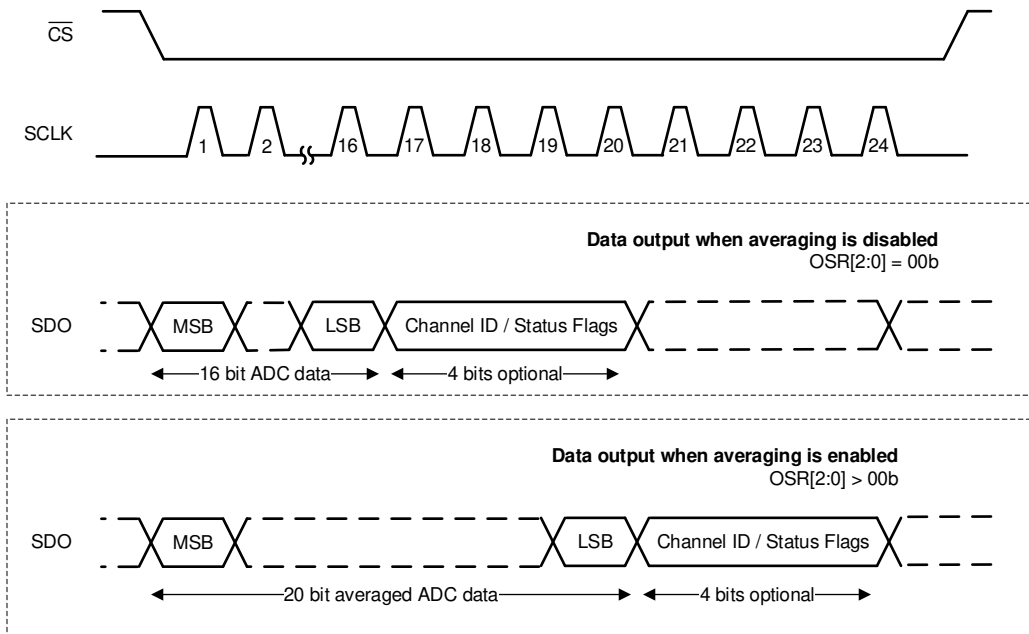 CS
SCLK
1 2 16 17 18 19 20 21 22 23 24
Data output when averaging is disabled
OSR[2:0] = 00b
SDO
MSB LSB Channel ID / Status Flags
16 bit ADC data 4 bits optional
Data output when averaging is enabled
OSR[2:0] > 00b
SDO
MSB LSB Channel ID / Status Flags
20 bit averaged ADC data 4 bits optional